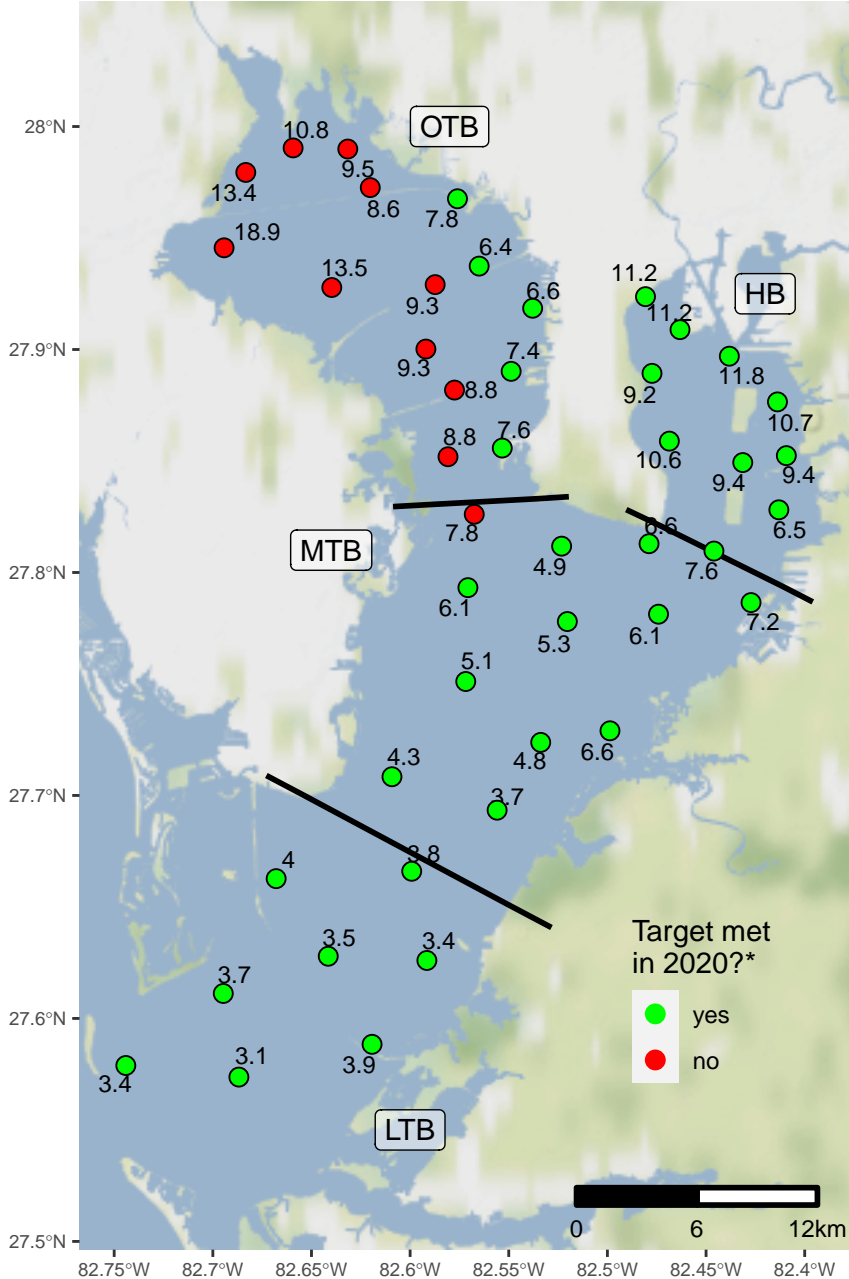 28°N
27.9°N
27.8°N
27.7°N
27.6°N
27.5°N
OTB
10.8
9.5
13.4
8.6
7.8
18.9
6.4
13.5
9.3
6.6
11.2
HB
11.2
9.3
7.4
11.8
8.8
9.2
10.7
8.8
7.6
10.6
9.4
9.4
6.5
MTB
7.8
4.9
6.6
7.6
6.1
5.3
6.1
7.2
5.1
4.3
4.8
6.6
3.7
4
3.8
3.5
3.4
3.7
3.4
3.1
3.9
LTB
Target met
in 2020?*
yes
no
0 6 12km
82.75°W 82.7°W 82.65°W 82.6°W 82.55°W 82.5°W 82.45°W 82.4°W